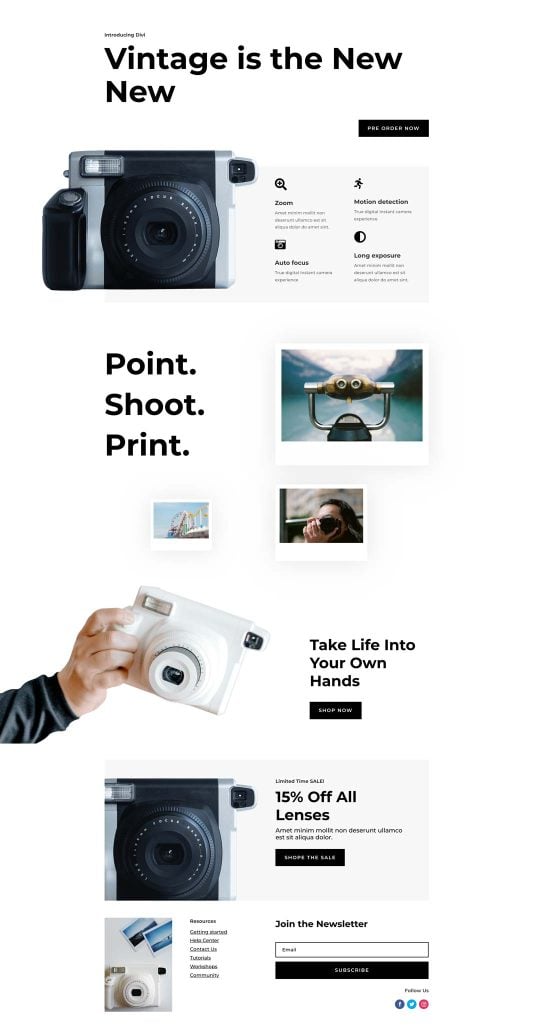 Introducing Divi
Vintage is the New
New
PRE ORDER NOW
Zoom
Amet minim mollit non
deserunt ullamco est sit
aliqua dolor do amet sint.
Motion detection
True digital instant camera
experience
Auto focus
True digital instant camera
experience
Long exposure
Amet minim mollit non
deserunt ullamco est sit
aliqua dolor do amet sint.
Point.
Shoot.
Print.
Take Life Into
Your Own
Hands
SHOP NOW
Limited Time SALE!
15% Off All
Lenses
Amet minim mollit non deserunt ullamco
est sit aliqua dolor.
SHOPE THE SALE
Resources
Getting started
Help Center
Contact Us
Tutorials
Workshops
Community
Join the Newsletter
Email
SUBSCRIBE
Follow Us